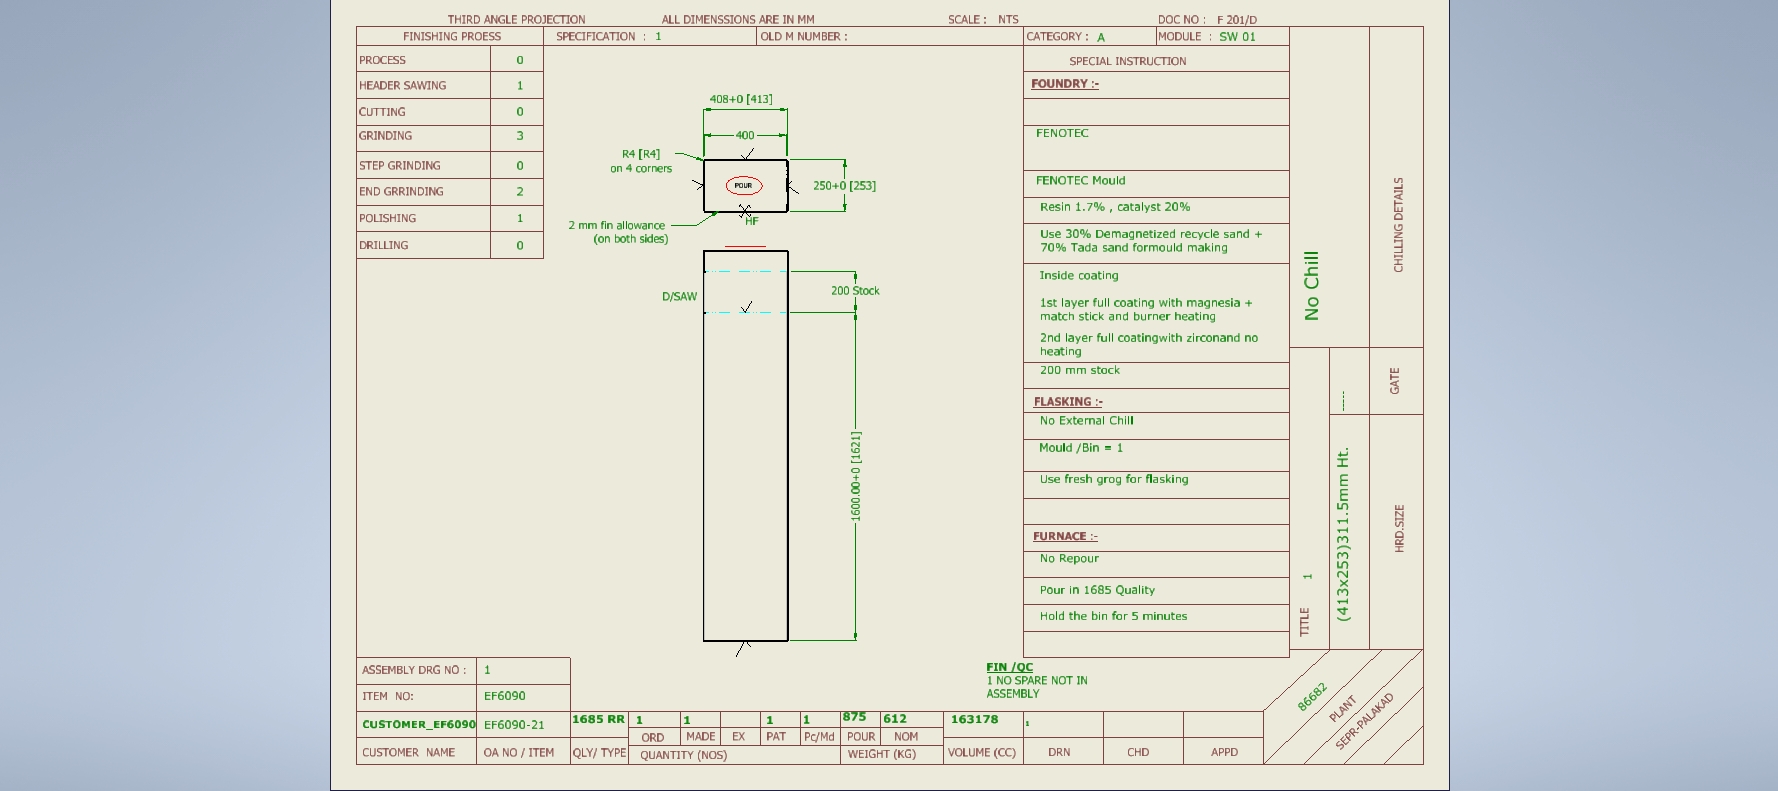 THIRD ANGLE PROJECTION
ALL DIMENSSIONS ARE IN MM
SCALE : NTS
DOC NO : F 201/D
FINISHING PROESS
SPECIFICATION : 1
OLD M NUMBER :
CATEGORY : A
MODULE : SW 01
PROCESS 0
HEADER SAWING 1
CUTTING 0
GRINDING 3
STEP GRINDING 0
END GRRINDING 2
POLISHING 1
DRILLING 0
408+0 [413]
400
R4 [R4]
on 4 corners
POUR
250+0 [253]
HF
2 mm fin allowance
(on both sides)
D/SAW
200 Stock
1600.00+0 [1621]
SPECIAL INSTRUCTION
FOUNDRY :-
FENOTEC
FENOTEC Mould
Resin 1.7% , catalyst 20%
Use 30% Demagnetized recycle sand +
70% Tada sand formould making
Inside coating
1st layer full coating with magnesia +
match stick and burner heating
2nd layer full coatingwith zirconand no
heating
200 mm stock
FLASKING :-
No External Chill
Mould /Bin = 1
Use fresh grog for flasking
FURNACE :-
No Repour
Pour in 1685 Quality
Hold the bin for 5 minutes
No Chill
CHILLING DETAILS
-----
GATE
TITLE 1
(413x253)311.5mm Ht.
HRD.SIZE
FIN /QC
1 NO SPARE NOT IN
ASSEMBLY
86682
PLANT
SEPR-PALAKAD
ASSEMBLY DRG NO : 1
ITEM NO: EF6090
CUSTOMER_EF6090 EF6090-21 1685 RR 1 1 1 1 875 612 163178 1
ORD MADE EX PAT Pc/Md POUR NOM
CUSTOMER NAME OA NO / ITEM QLY/ TYPE QUANTITY (NOS) WEIGHT (KG) VOLUME (CC) DRN CHD APPD